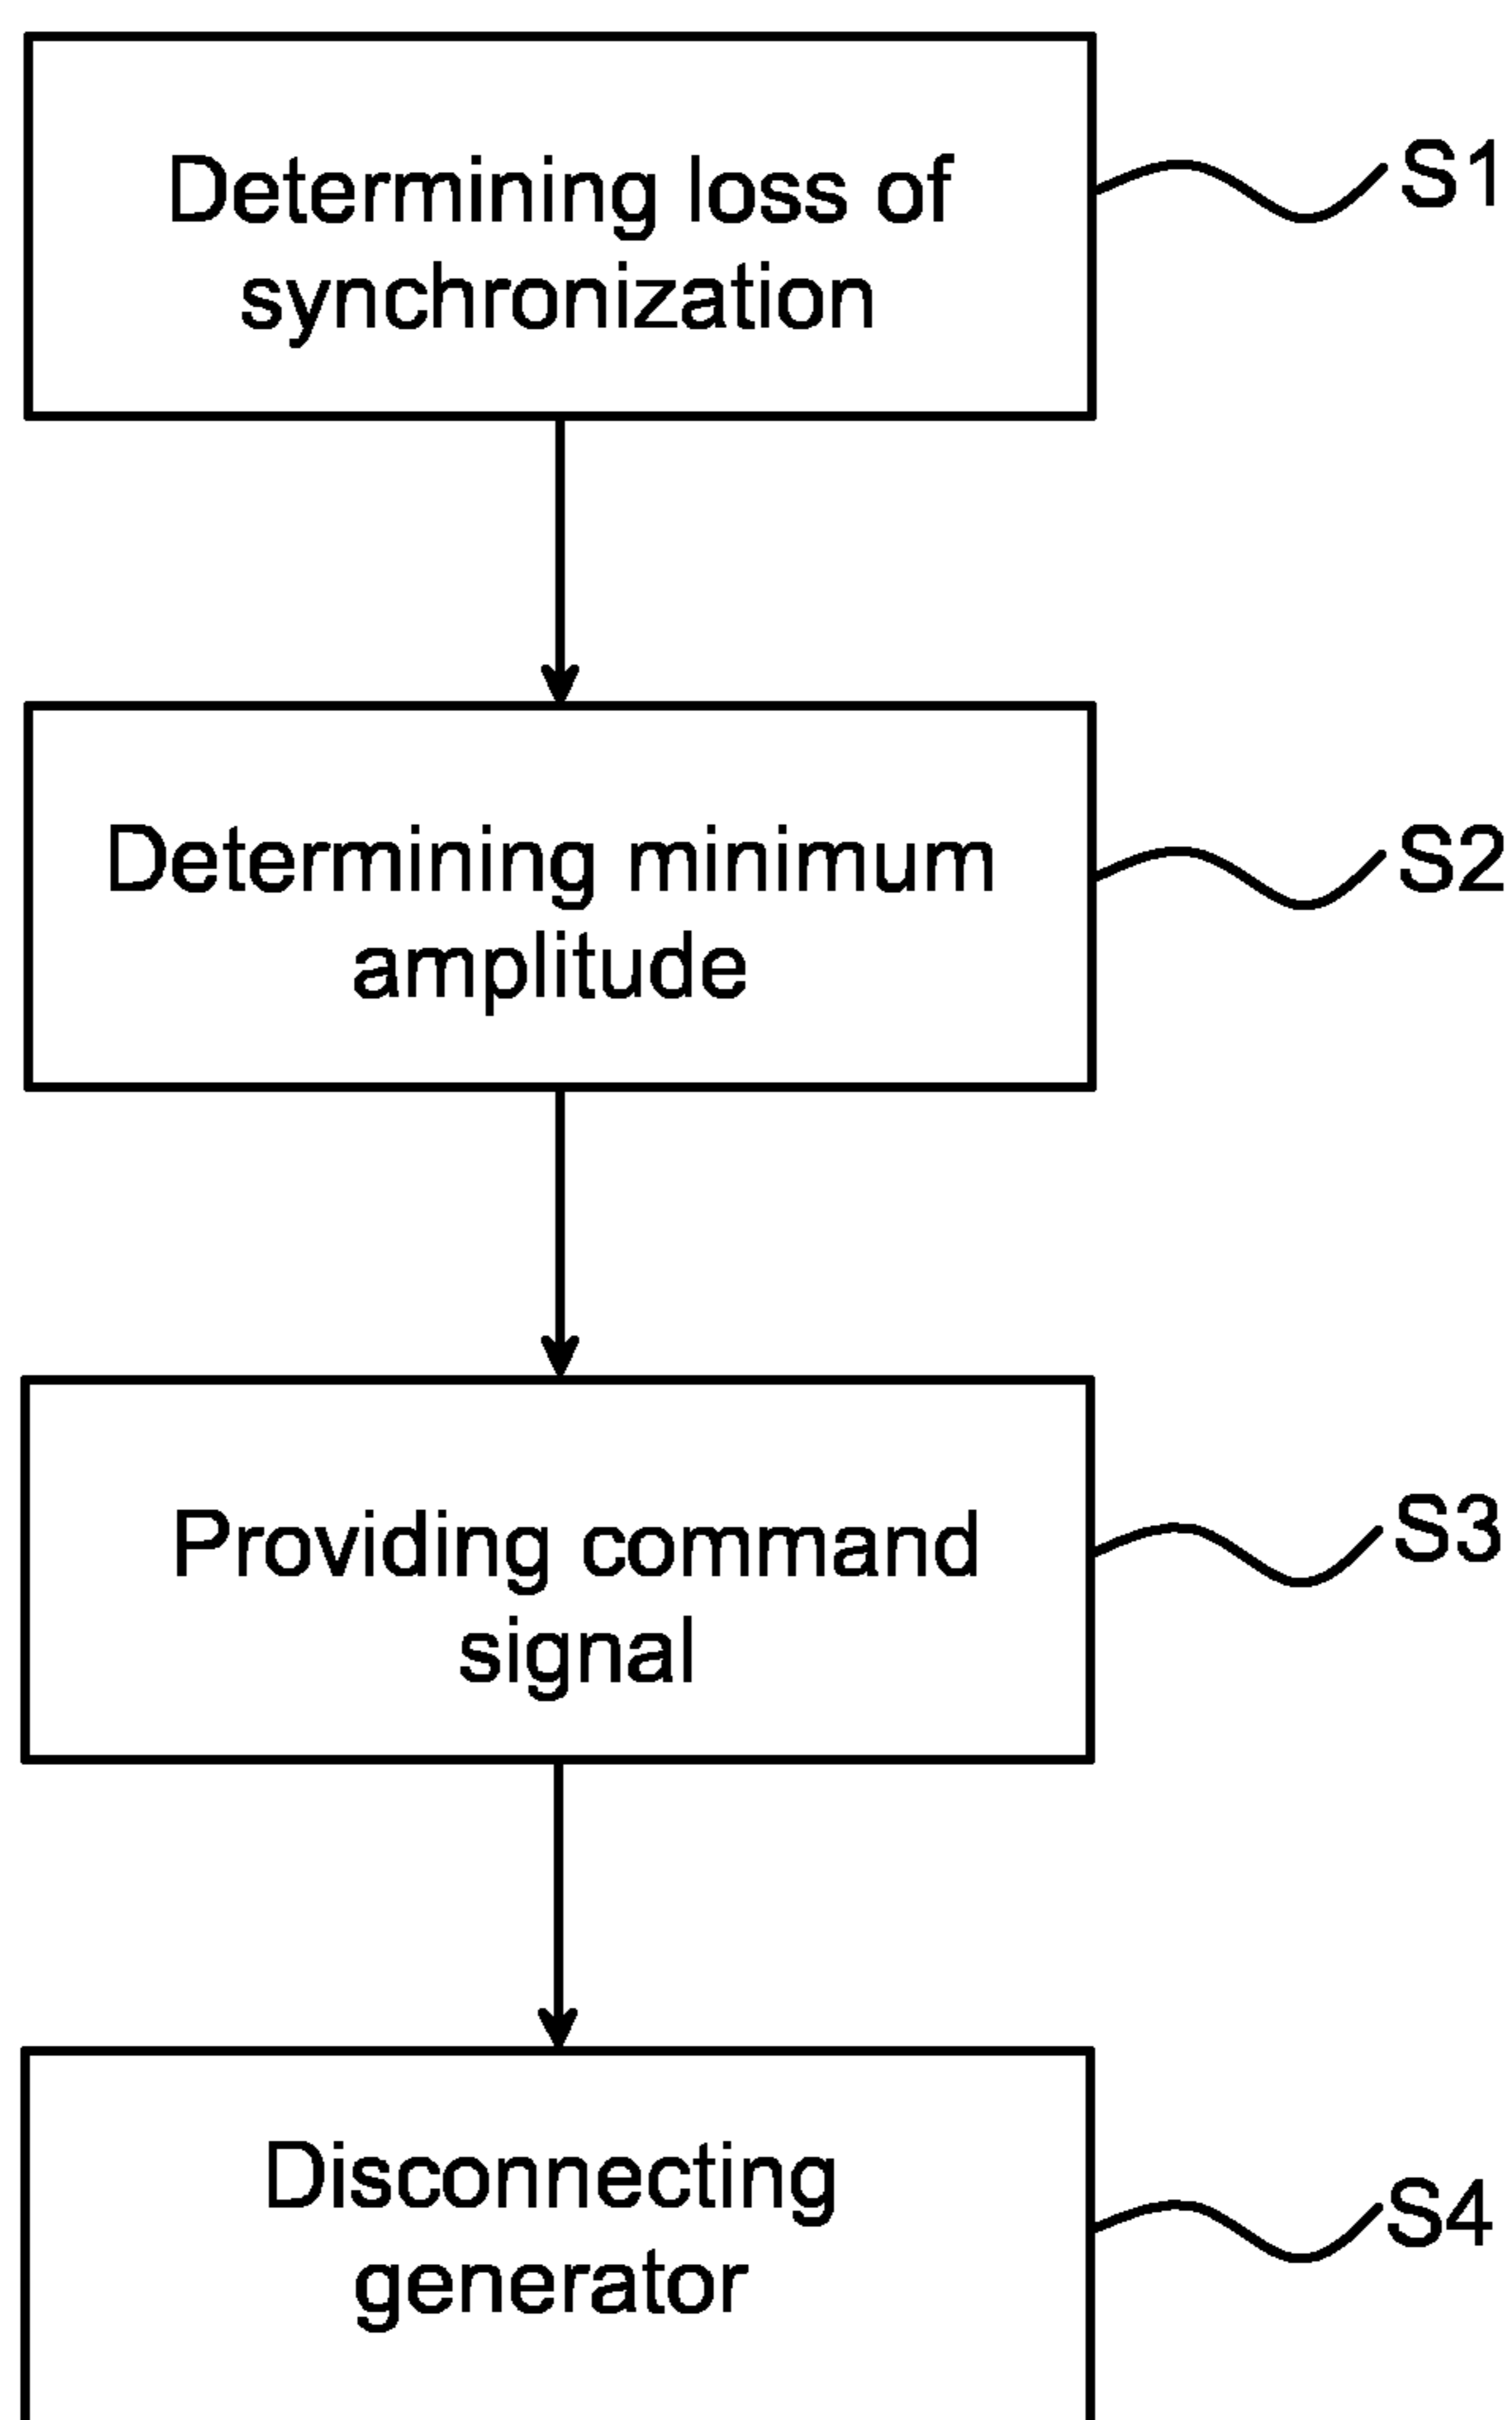 Determining loss of
synchronization
S1
Determining minimum
amplitude
S2
Providing command
signal
S3
Disconnecting
generator
S4